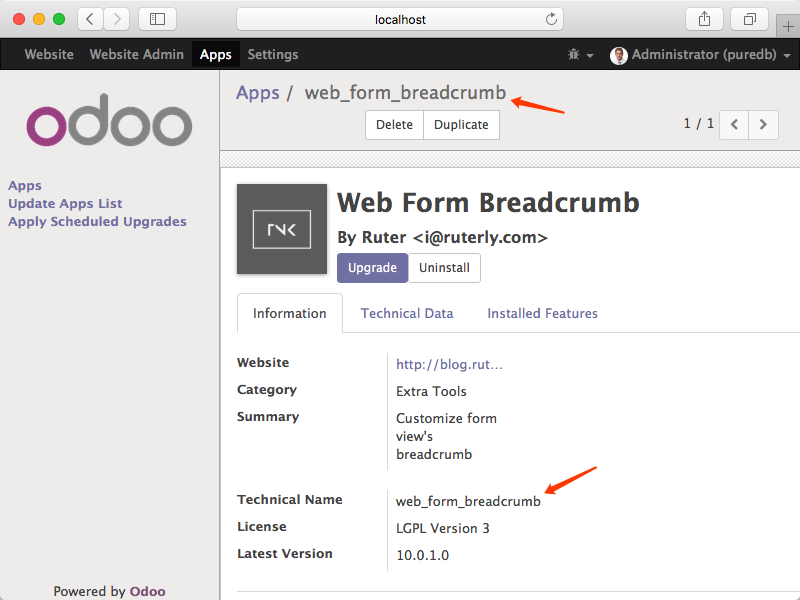 localhost
Website Website Admin Apps Settings Administrator (puredb)
odoo
Apps
Update Apps List
Apply Scheduled Upgrades
Powered by Odoo
Apps / web_form_breadcrumb
Delete Duplicate 1 / 1
Web Form Breadcrumb
By Ruter <i@ruterly.com>
Upgrade Uninstall
Information Technical Data Installed Features
Website http://blog.rut...
Category Extra Tools
Summary Customize form
view's
breadcrumb
Technical Name web_form_breadcrumb
License LGPL Version 3
Latest Version 10.0.1.0